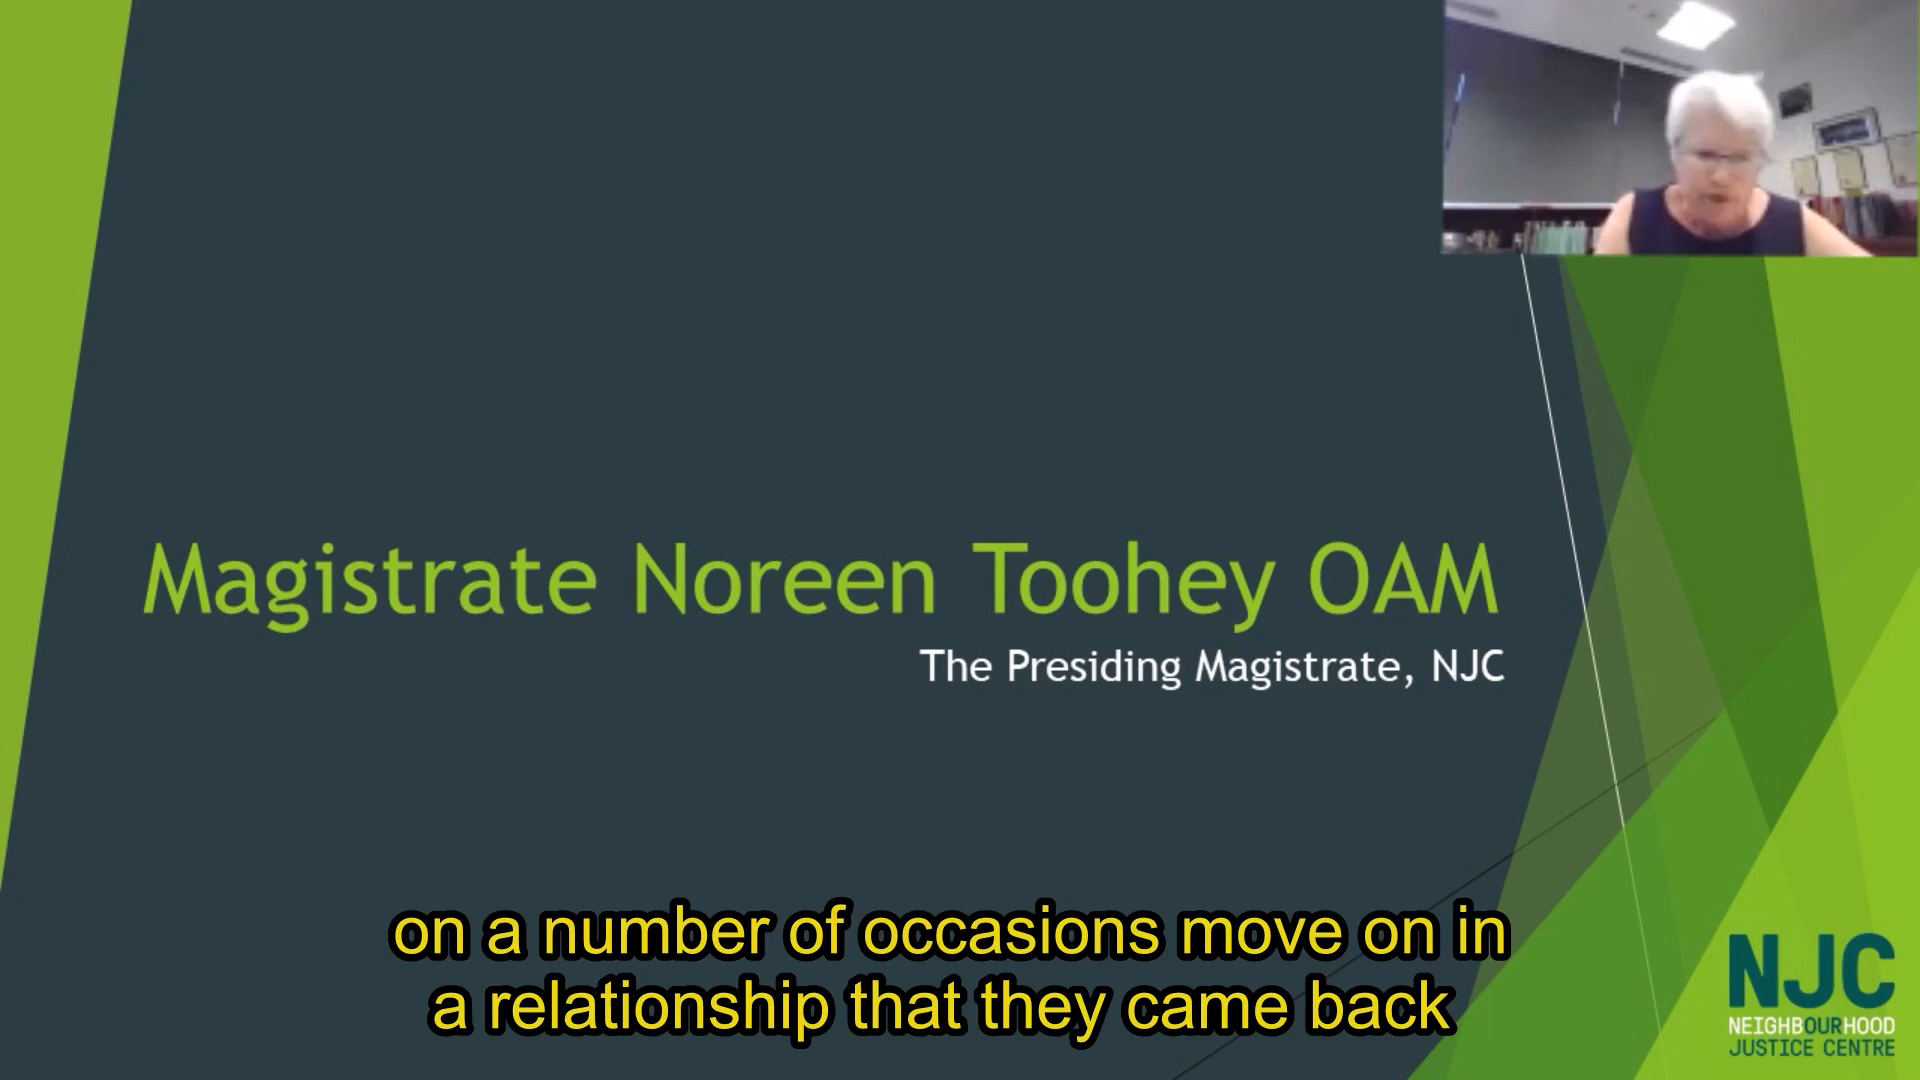 Magistrate Noreen Toohey OAM
The Presiding Magistrate, NJC
on a number of occasions move on in
a relationship that they came back
NJC
NEIGHBOURHOOD
JUSTICE CENTRE